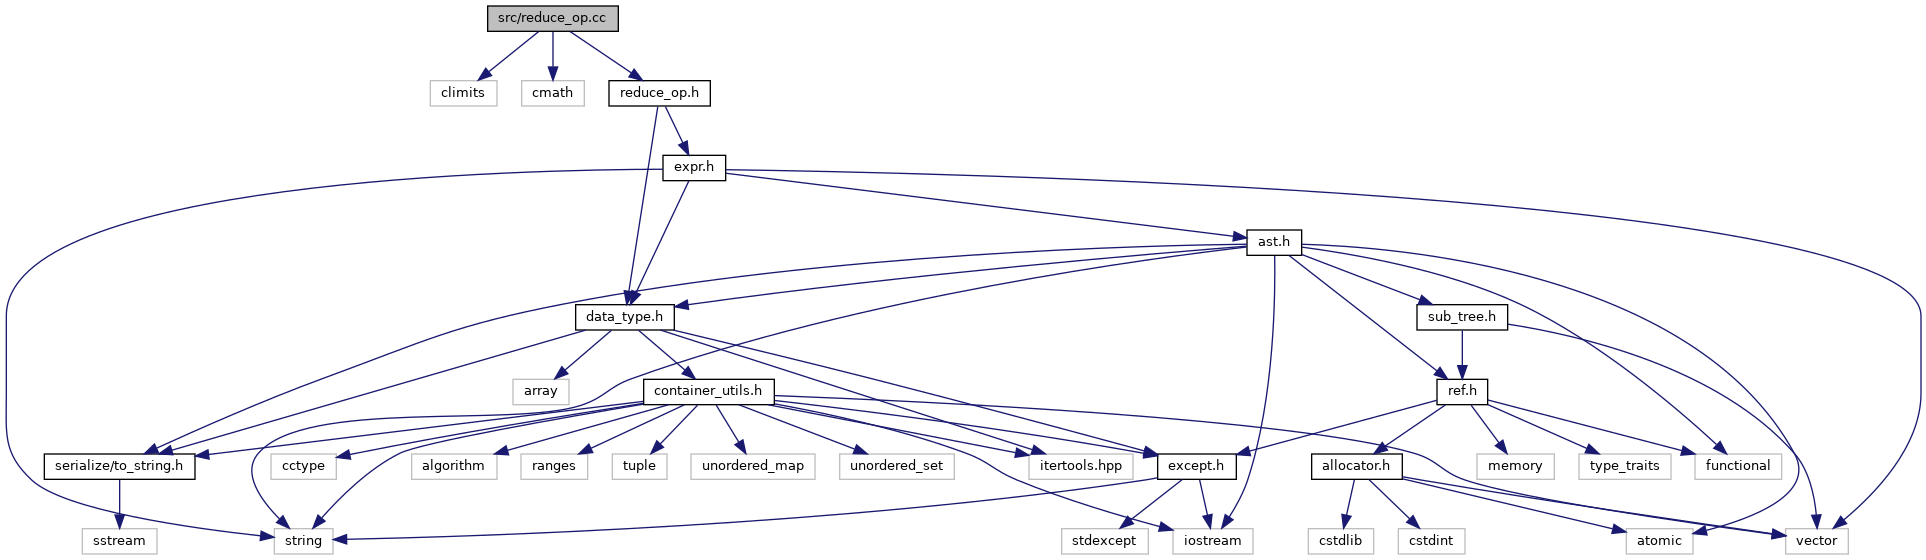 src/reduce_op.cc
climits
cmath
reduce_op.h
expr.h
ast.h
data_type.h
sub_tree.h
array
container_utils.h
ref.h
serialize/to_string.h
cctype
algorithm
ranges
tuple
unordered_map
unordered_set
itertools.hpp
except.h
allocator.h
memory
type_traits
functional
sstream
string
stdexcept
iostream
cstdlib
cstdint
atomic
vector